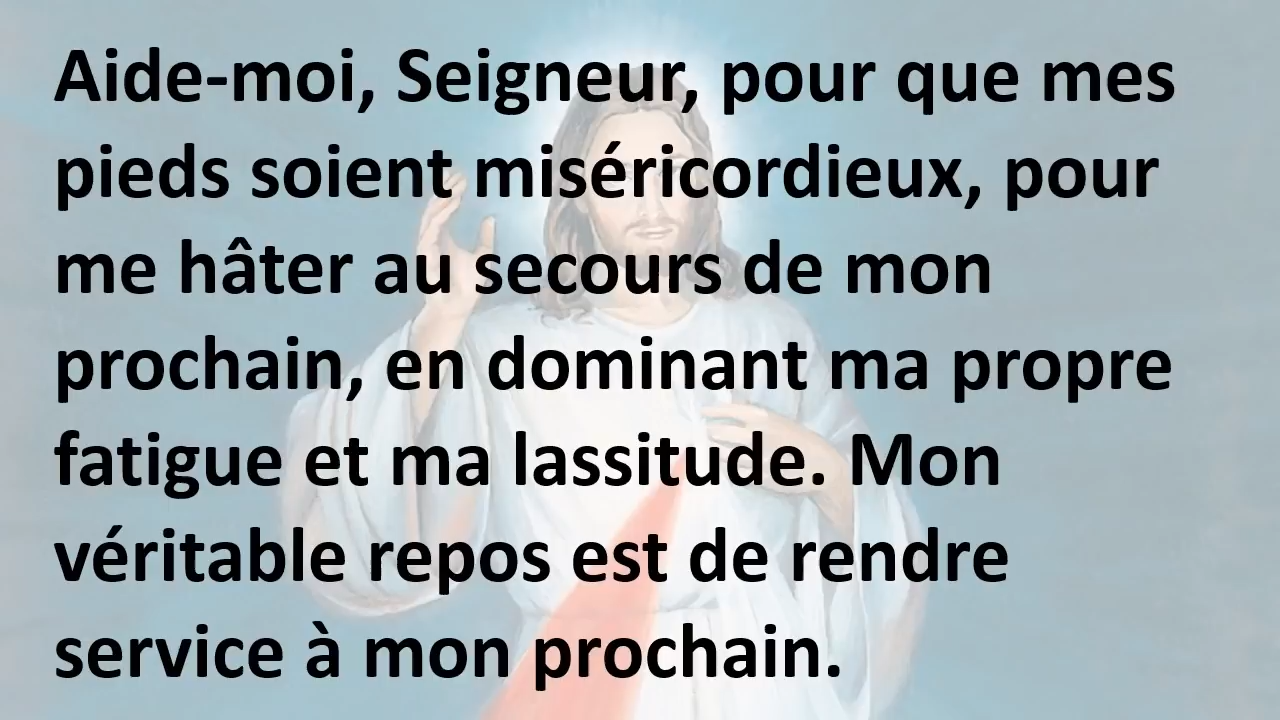 Aide-moi, Seigneur, pour que mes
pieds soient miséricordieux, pour
me hâter au secours de mon
prochain, en dominant ma propre
fatigue et ma lassitude. Mon
véritable repos est de rendre
service à mon prochain.